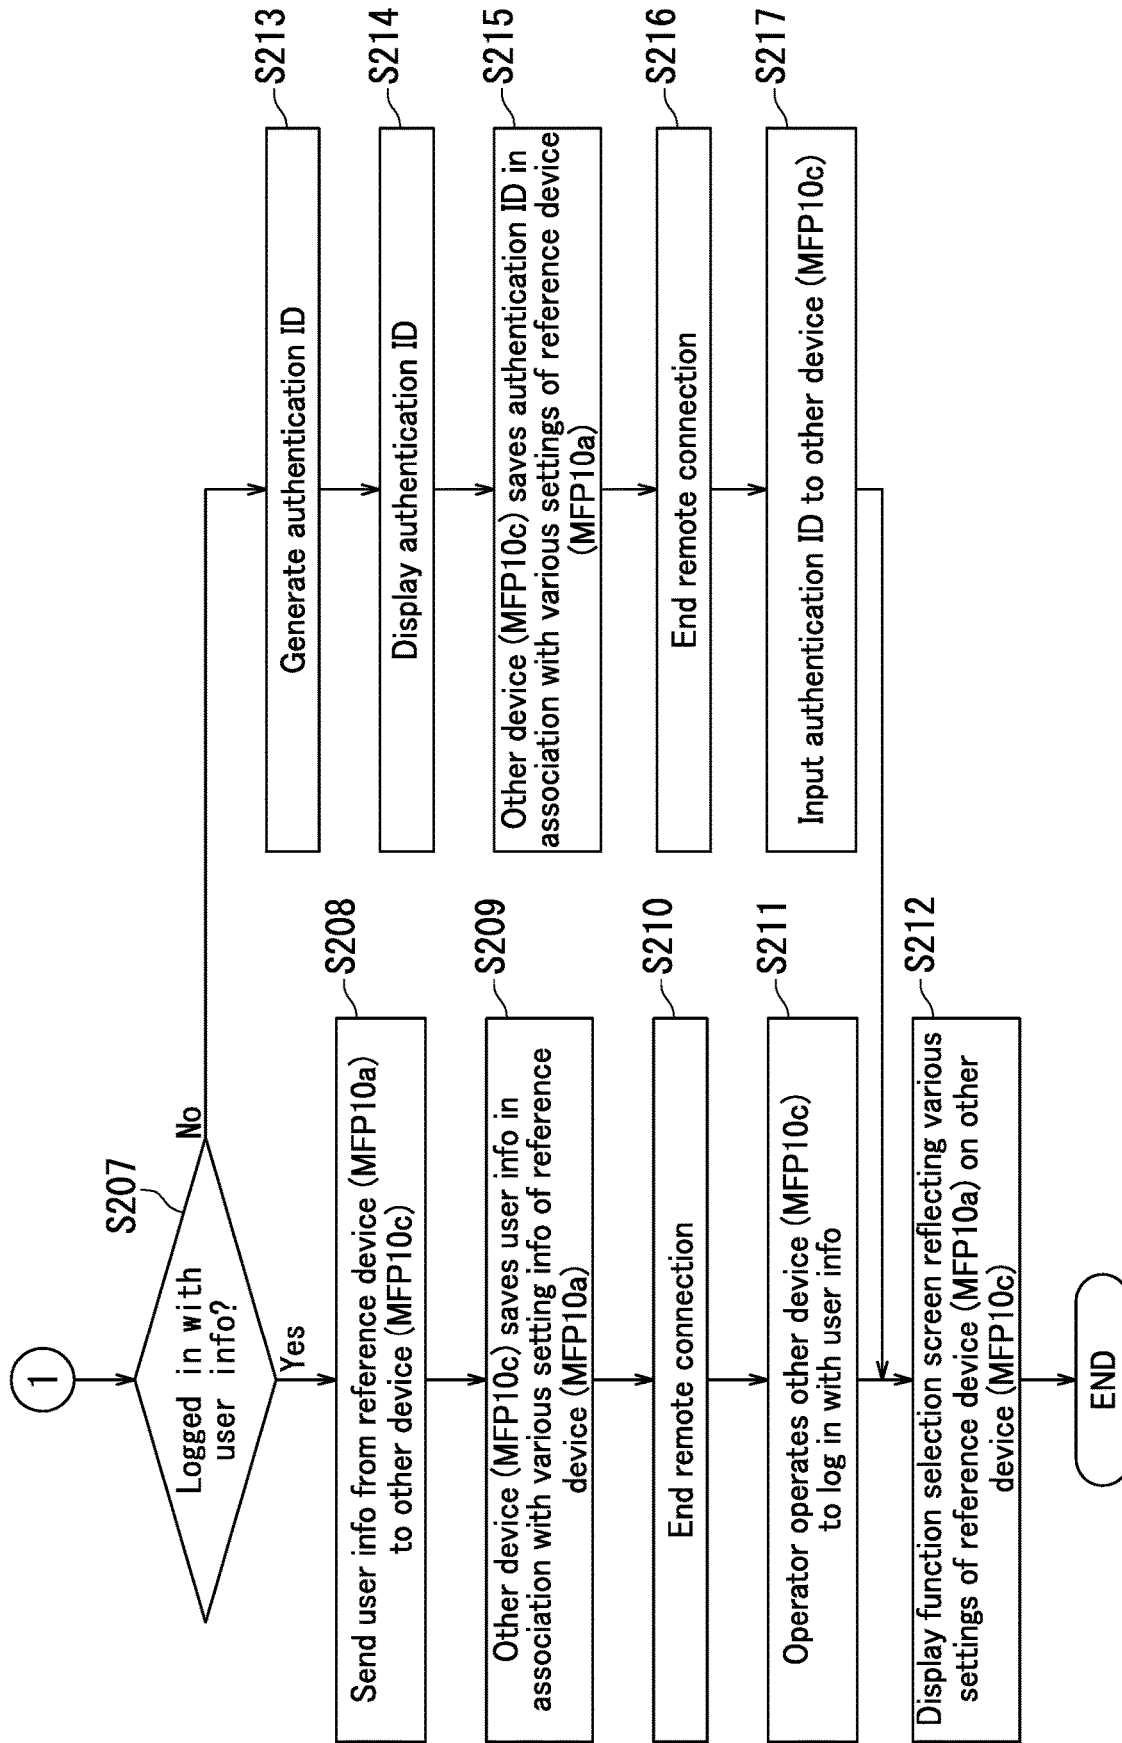 1
S207
Logged in with
user info?
No
Yes
S208
Send user info from reference device (MFP10a)
to other device (MFP10c)
S209
Other device (MFP10c) saves user info in
association with various setting info of reference
device (MFP10a)
S210
End remote connection
S211
Operator operates other device (MFP10c)
to log in with user info
S212
Display function selection screen reflecting various
settings of reference device (MFP10a) on other
device (MFP10c)
END
S213
Generate authentication ID
S214
Display authentication ID
S215
Other device (MFP10c) saves authentication ID in
association with various settings of reference device
(MFP10a)
S216
End remote connection
S217
Input authentication ID to other device (MFP10c)